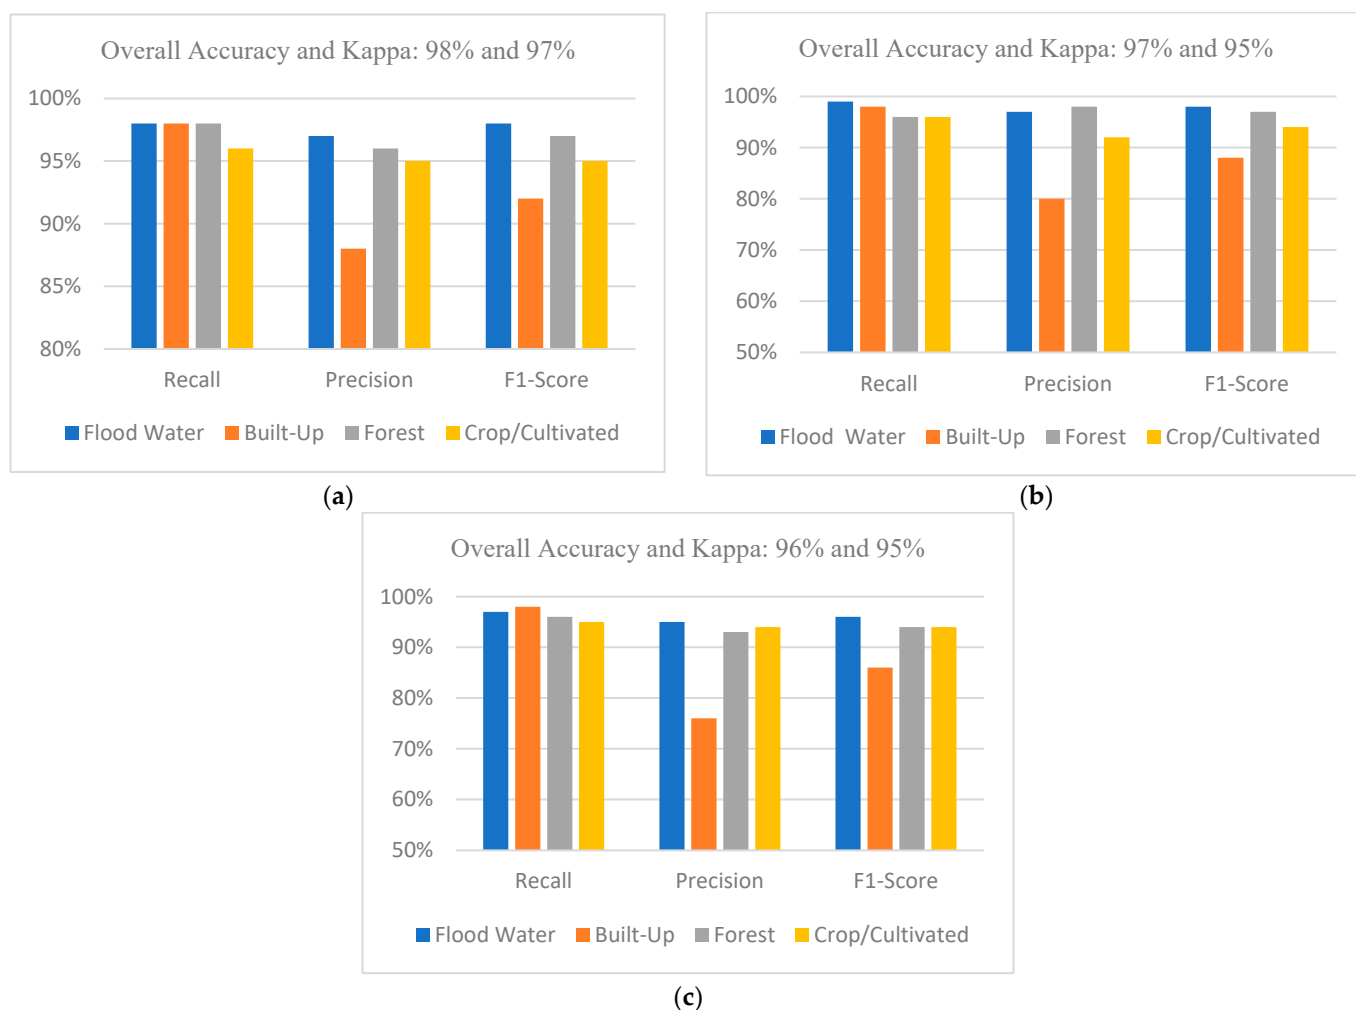 Overall Accuracy and Kappa: 98% and 97%
100%
95%
90%
85%
80%
Recall Precision F1-Score
Flood Water Built-Up Forest Crop/Cultivated
(a)
Overall Accuracy and Kappa: 97% and 95%
100%
90%
80%
70%
60%
50%
Recall Precision F1-Score
Flood Water Built-Up Forest Crop/Cultivated
(b)
Overall Accuracy and Kappa: 96% and 95%
100%
90%
80%
70%
60%
50%
Recall Precision F1-Score
Flood Water Built-Up Forest Crop/Cultivated
(c)